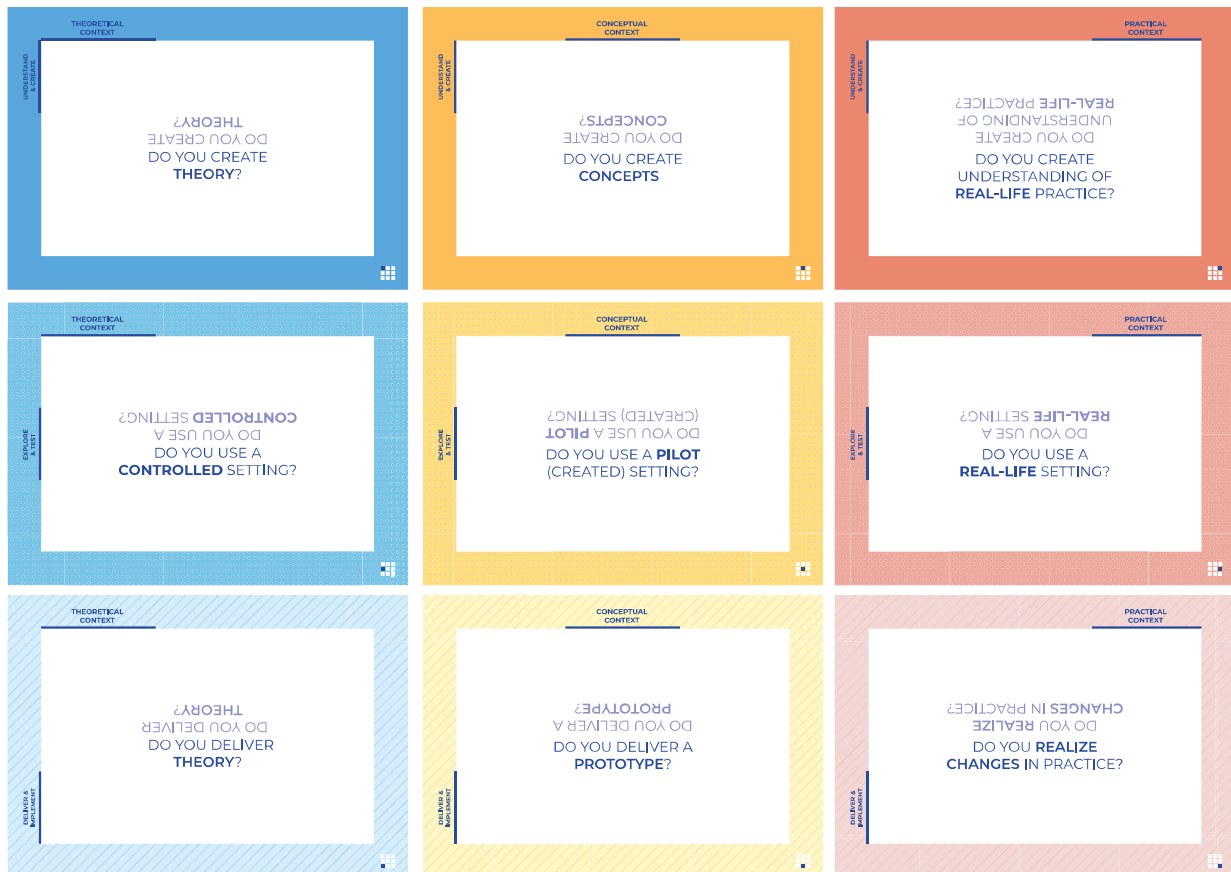 THEORETICAL
CONTEXT
UNDERSTAND
& CREATE
DO YOU CREATE
THEORY?
DO YOU CREATE
THEORY?
CONCEPTUAL
CONTEXT
UNDERSTAND
& CREATE
DO YOU CREATE
CONCEPTS?
DO YOU CREATE
CONCEPTS
PRACTICAL
CONTEXT
UNDERSTAND
& CREATE
DO YOU CREATE
UNDERSTANDING OF
REAL-LIFE PRACTICE?
DO YOU CREATE
UNDERSTANDING OF
REAL-LIFE PRACTICE?
THEORETICAL
CONTEXT
EXPLORE
& TEST
DO YOU USE A
CONTROLLED SETTING?
DO YOU USE A
CONTROLLED SETTING?
CONCEPTUAL
CONTEXT
EXPLORE
& TEST
DO YOU USE A PILOT
(CREATED) SETTING?
DO YOU USE A PILOT
(CREATED) SETTING?
PRACTICAL
CONTEXT
EXPLORE
& TEST
DO YOU USE A
REAL-LIFE SETTING?
DO YOU USE A
REAL-LIFE SETTING?
THEORETICAL
CONTEXT
DELIVER &
IMPLEMENT
DO YOU DELIVER
THEORY?
DO YOU DELIVER
THEORY?
CONCEPTUAL
CONTEXT
DELIVER &
IMPLEMENT
DO YOU DELIVER A
PROTOTYPE?
DO YOU DELIVER A
PROTOTYPE?
PRACTICAL
CONTEXT
DELIVER &
IMPLEMENT
DO YOU REALIZE
CHANGES IN PRACTICE?
DO YOU REALIZE
CHANGES IN PRACTICE?